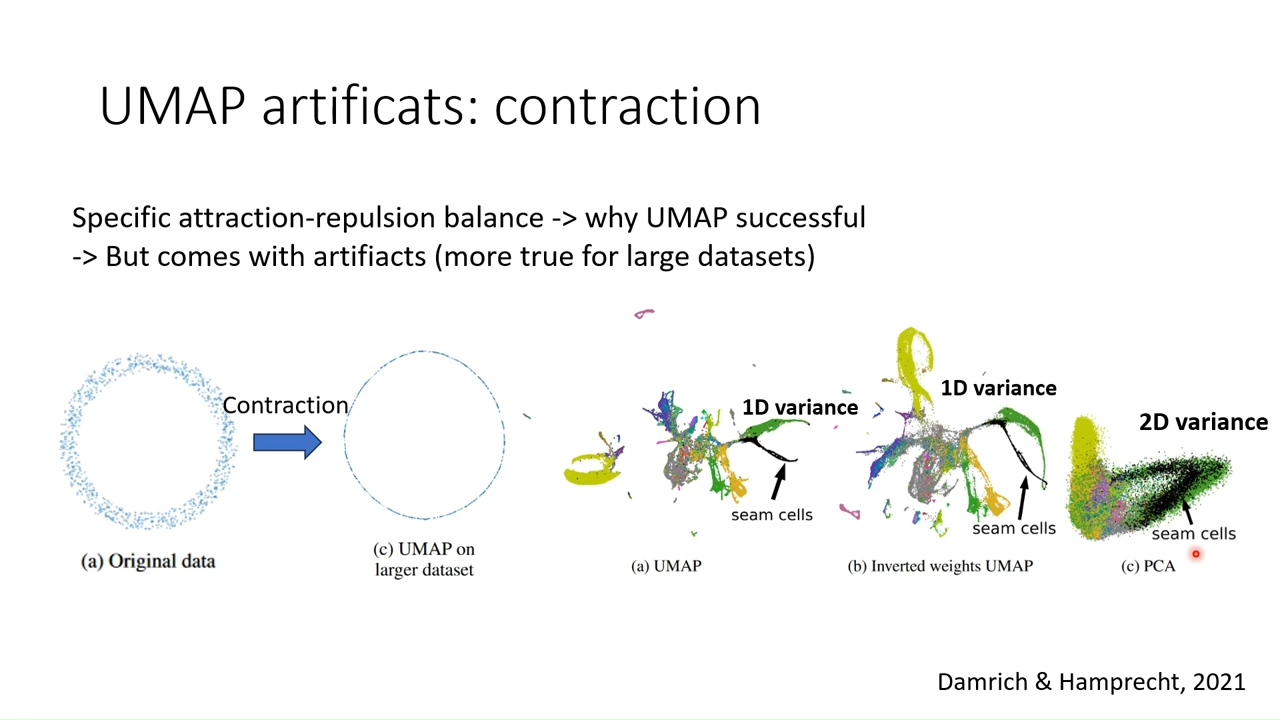 UMAP artificats: contraction
Specific attraction-repulsion balance -> why UMAP successful
-> But comes with artifiacts (more true for large datasets)
Contraction
(a) Original data
(c) UMAP on
larger dataset
1D variance
seam cells
(a) UMAP
1D variance
seam cells
(b) Inverted weights UMAP
2D variance
seam cells
(c) PCA
Damrich & Hamprecht, 2021